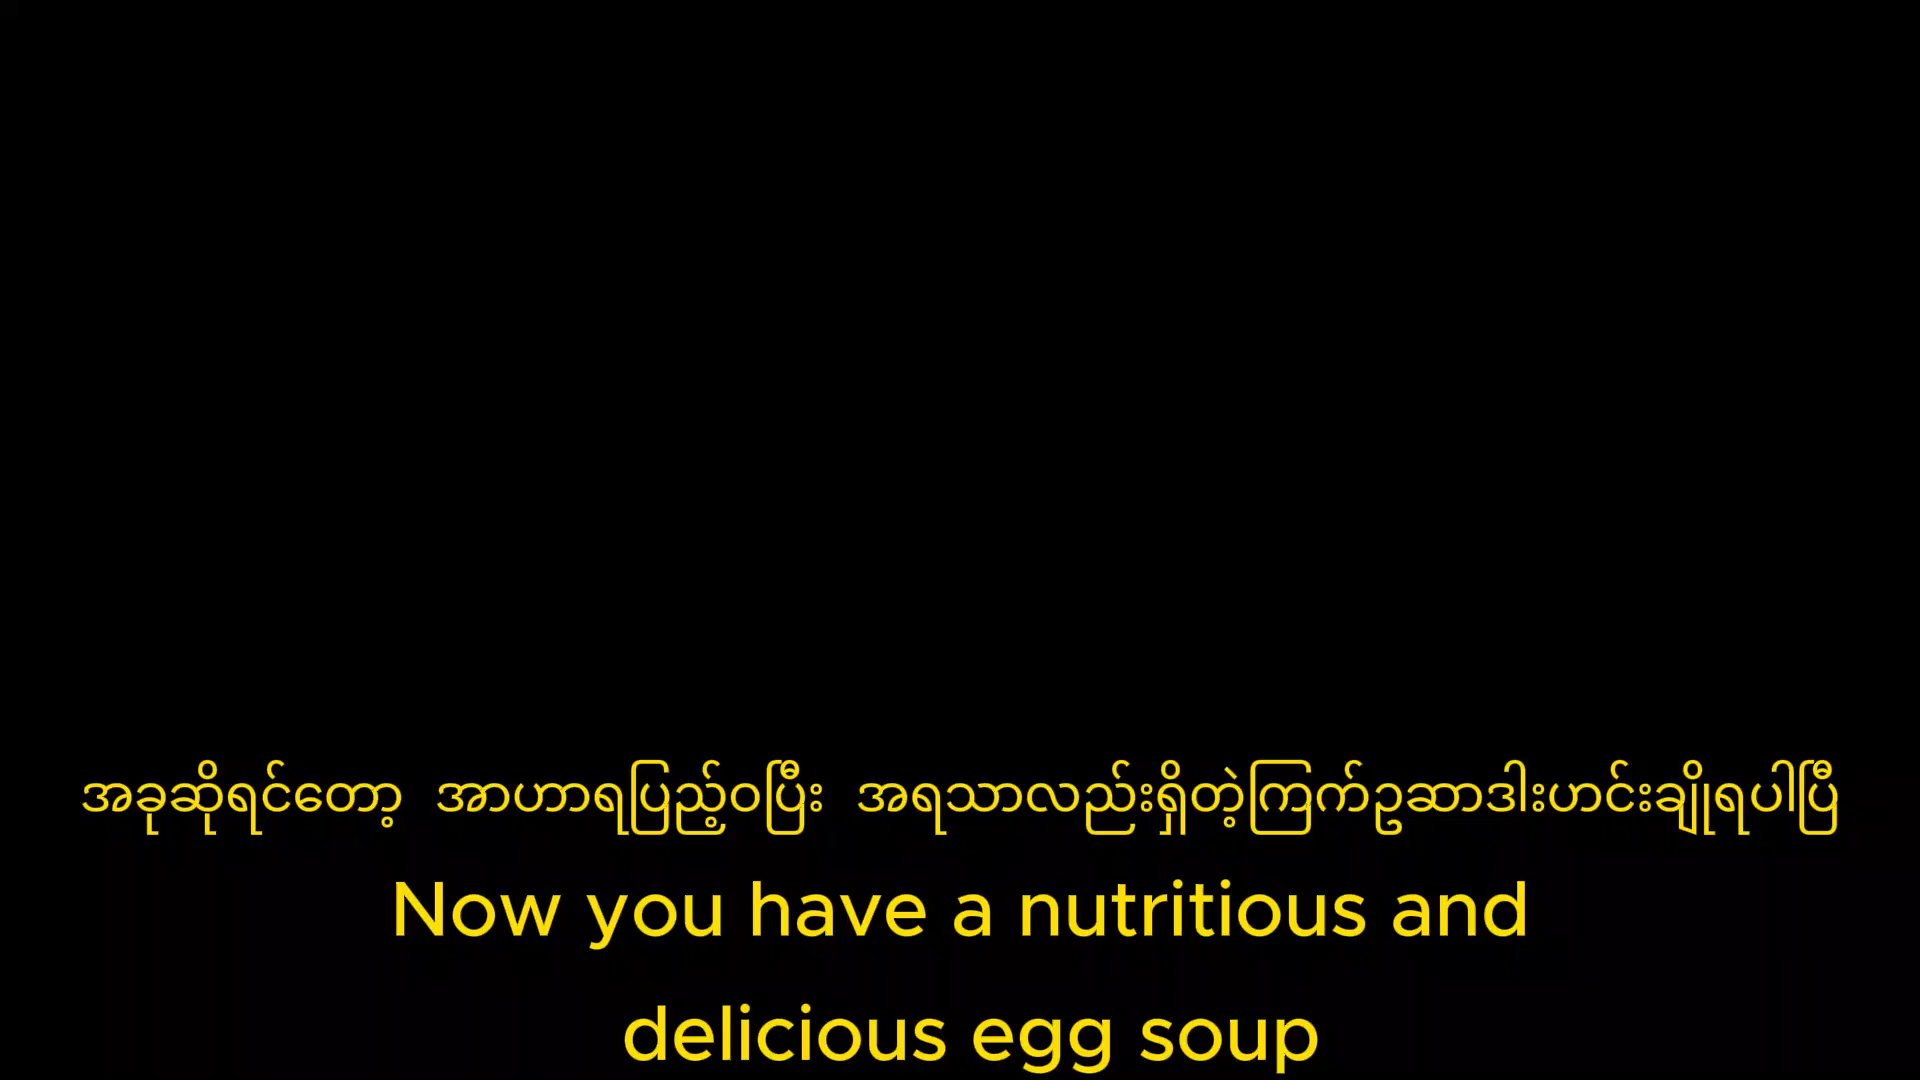 အခုဆိုရင်တော့ အာဟာရပြည့်ဝပြီး အရသာလည်းရှိတဲ့ကြက်ဥဆာဒါးဟင်းချိုရပါပြီ
Now you have a nutritious and
delicious egg soup